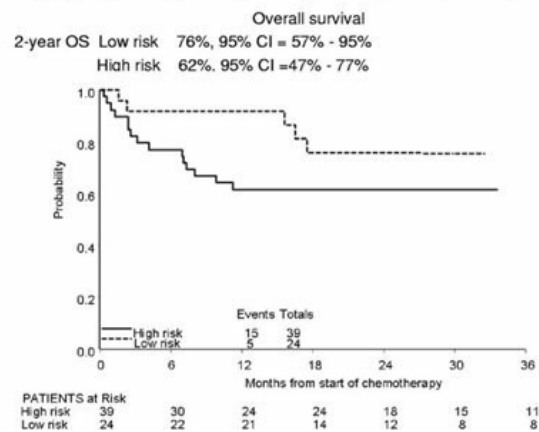 Overall survival
2-year OS Low risk 76%, 95% CI = 57% - 95%
High risk 62%. 95% CI =47% - 77%
1.0
0.8
0.6
0.4
0.2
0.0
Probability
Events Totals
High risk 15 39
Low risk 5 24
0 6 12 18 24 30 36
Months from start of chemotherapy
PATIENTS at Risk
High risk 39 30 24 24 18 15 11
Low risk 24 22 21 14 12 8 8